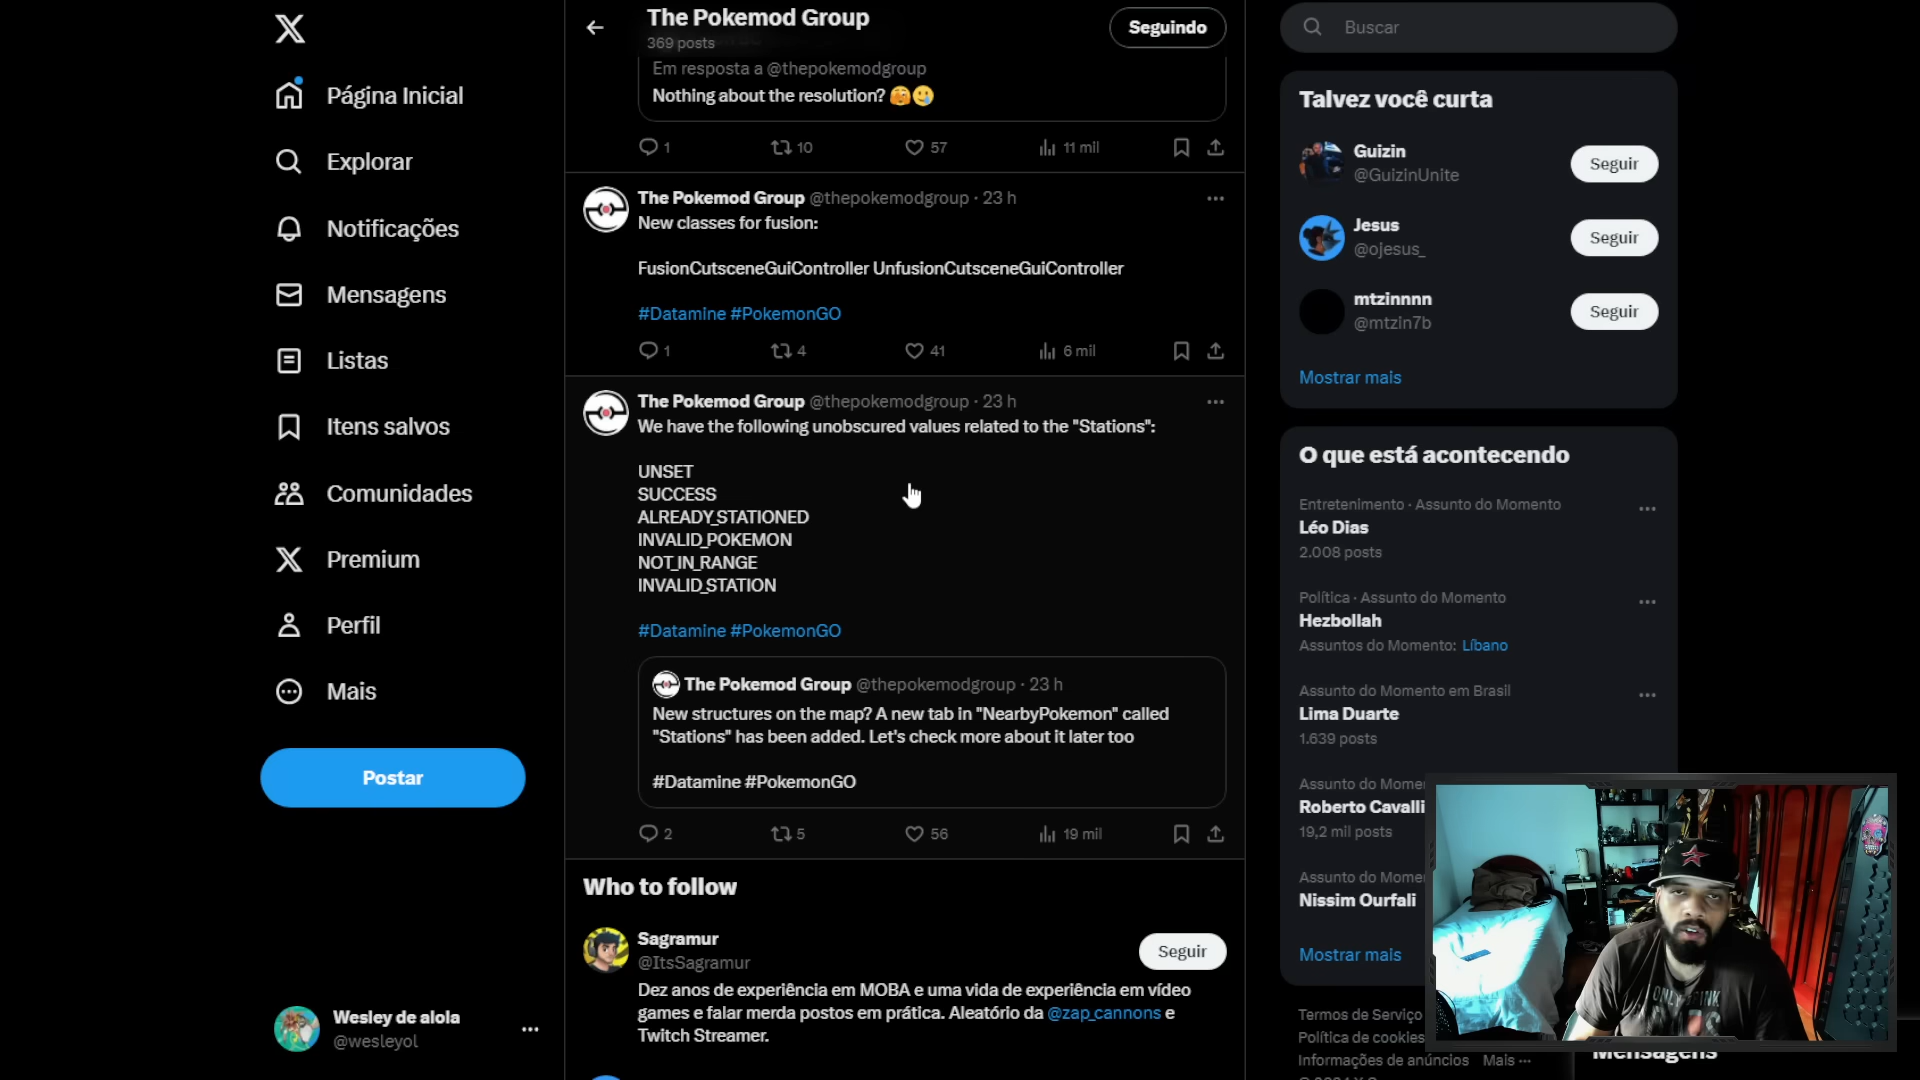 Página Inicial
Explorar
Notificações
Mensagens
Listas
Itens salvos
Comunidades
Premium
Perfil
Mais
Postar
Wesley de alola
@wesleyol
The Pokemod Group
369 posts
Seguindo
Em resposta a @thepokemodgroup
Nothing about the resolution?
1 10 57 11 mil
The Pokemod Group @thepokemodgroup · 23 h
New classes for fusion:
FusionCutsceneGuiController UnfusionCutsceneGuiController
#Datamine #PokemonGO
1 4 41 6 mil
The Pokemod Group @thepokemodgroup · 23 h
We have the following unobscured values related to the "Stations":
UNSET
SUCCESS
ALREADY_STATIONED
INVALID_POKEMON
NOT_IN_RANGE
INVALID_STATION
#Datamine #PokemonGO
The Pokemod Group @thepokemodgroup · 23 h
New structures on the map? A new tab in "NearbyPokemon" called
"Stations" has been added. Let's check more about it later too
#Datamine #PokemonGO
2 5 56 19 mil
Who to follow
Sagramur
@ItsSagramur
Seguir
Dez anos de experiência em MOBA e uma vida de experiência em vídeo
games e falar merda postos em prática. Aleatório da @zap_cannons e
Twitch Streamer.
Buscar
Talvez você curta
Guizin
@GuizinUnite
Seguir
Jesus
@ojesus_
Seguir
mtzinnnn
@mtzin7b
Seguir
Mostrar mais
O que está acontecendo
Entretenimento · Assunto do Momento
Léo Dias
2.008 posts
Política · Assunto do Momento
Hezbollah
Assuntos do Momento: Líbano
Assunto do Momento em Brasil
Lima Duarte
1.639 posts
Assunto do
Roberto Cavalli
19,2 mil posts
Assunto do
Nissim Ourfali
Mostrar mais
Termos de Serviço
Política de cookies
Informações de anúncios Mais ...
Mensagens